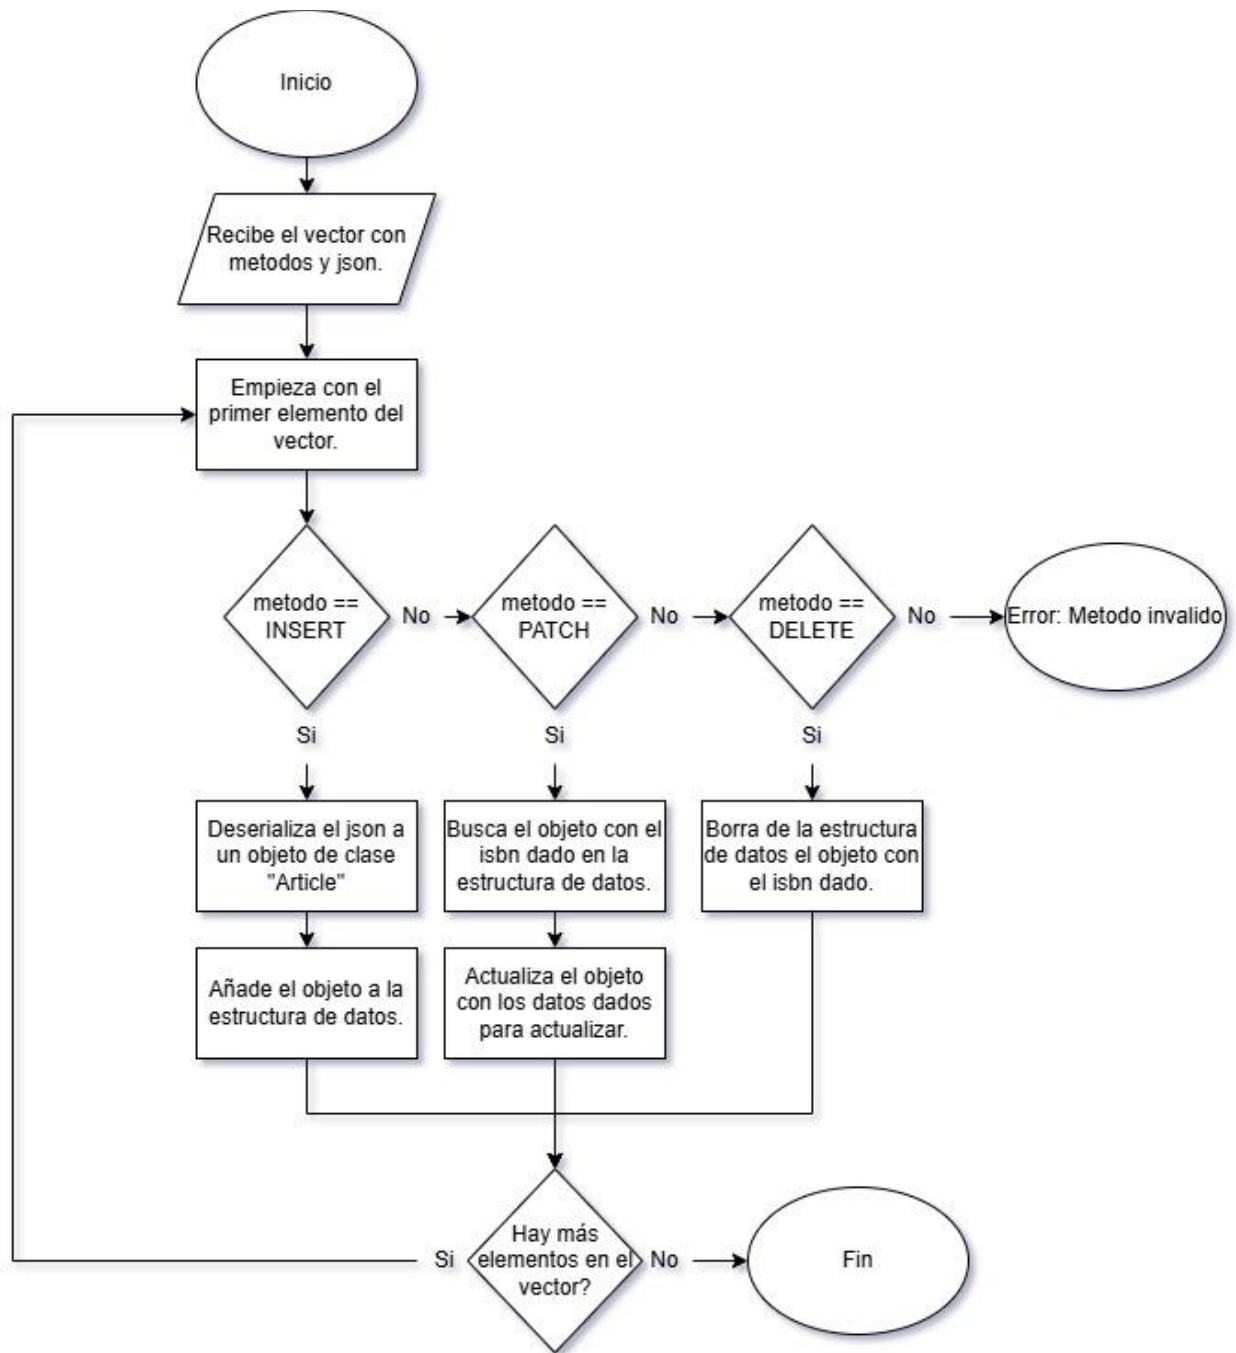 Inicio
Recibe el vector con
metodos y json.
Empieza con el
primer elemento del
vector.
metodo ==
INSERT
No
metodo ==
PATCH
No
metodo ==
DELETE
No
Error: Metodo invalido
Si
Si
Si
Deserializa el json a
un objeto de clase
"Article"
Busca el objeto con el
isbn dado en la
estructura de datos.
Borra de la estructura
de datos el objeto con
el isbn dado.
Añade el objeto a la
estructura de datos.
Actualiza el objeto
con los datos dados
para actualizar.
Si
Hay más
elementos en el
vector?
No
Fin